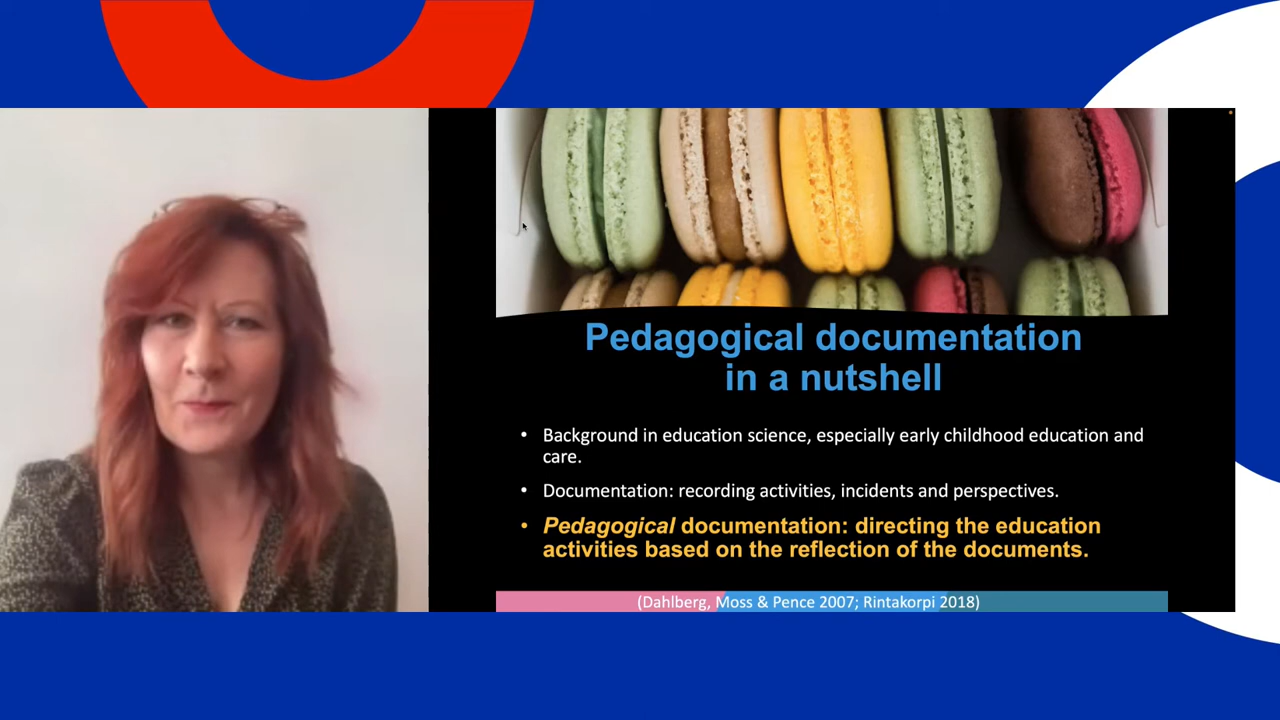 Pedagogical documentation
in a nutshell
• Background in education science, especially early childhood education and
care.
• Documentation: recording activities, incidents and perspectives.
• Pedagogical documentation: directing the education
activities based on the reflection of the documents.
(Dahlberg, Moss & Pence 2007; Rintakorpi 2018)